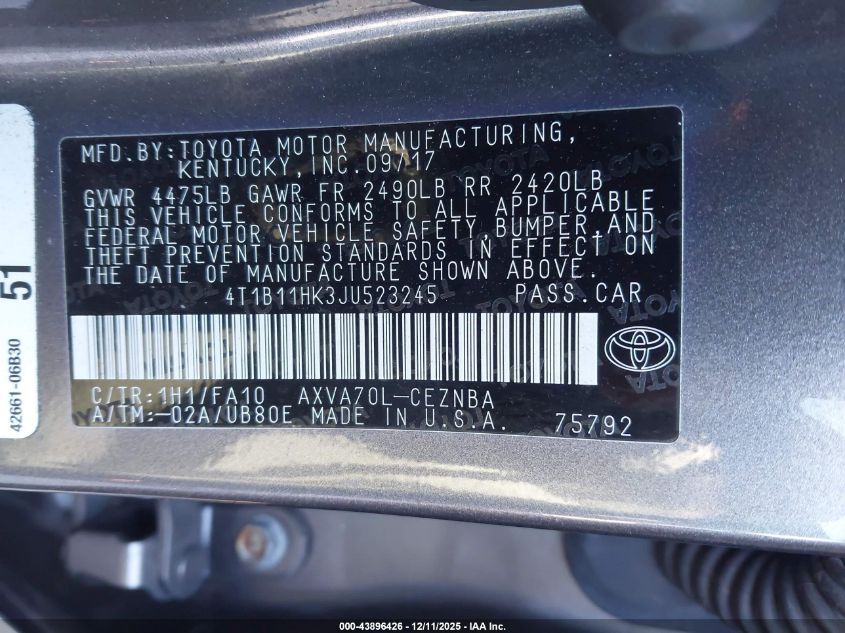 MFD.BY:TOYOTA MOTOR MANUFACTURING,
KENTUCKY, INC.09/17
GVWR 4475LB GAWR FR 2490LB RR 2420LB
THIS VEHICLE CONFORMS TO ALL APPLICABLE
FEDERAL MOTOR VEHICLE SAFETY,BUMPER,AND
THEFT PREVENTION STANDARDS IN EFFECT ON
THE DATE OF MANUFACTURE SHOWN ABOVE.
4T1B11HK3JU523245 PASS.CAR
C/TR:1H1/FA10 AXVA70L-CEZNBA
A/TM:-02A/UB80E MADE IN U.S.A. 75792
51
42661-06B30
000-43896426 - 12/11/2025 - IAA Inc.